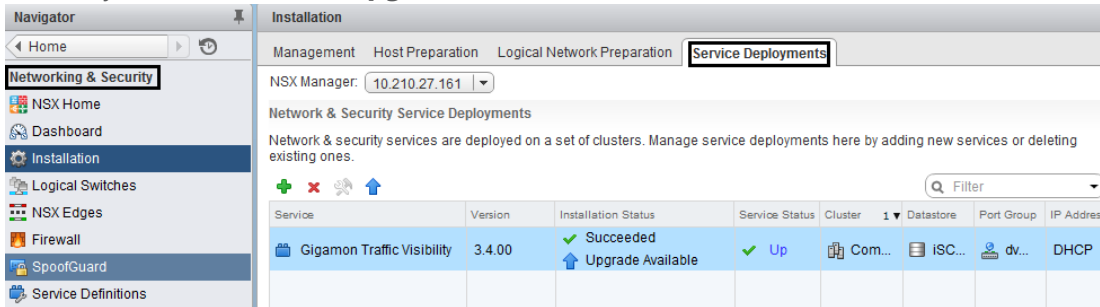 Navigator
Home
Networking & Security
NSX Home
Dashboard
Installation
Logical Switches
NSX Edges
Firewall
SpoofGuard
Service Definitions
Installation
Management Host Preparation Logical Network Preparation Service Deployments
NSX Manager: 10.210.27.161
Network & Security Service Deployments
Network & security services are deployed on a set of clusters. Manage service deployments here by adding new services or deleting
existing ones.
Filter
Service Version Installation Status Service Status Cluster 1 Datastore Port Group IP Addres
Gigamon Traffic Visibility 3.4.00 Succeeded Up Com... iSC... dv... DHCP
Upgrade Available